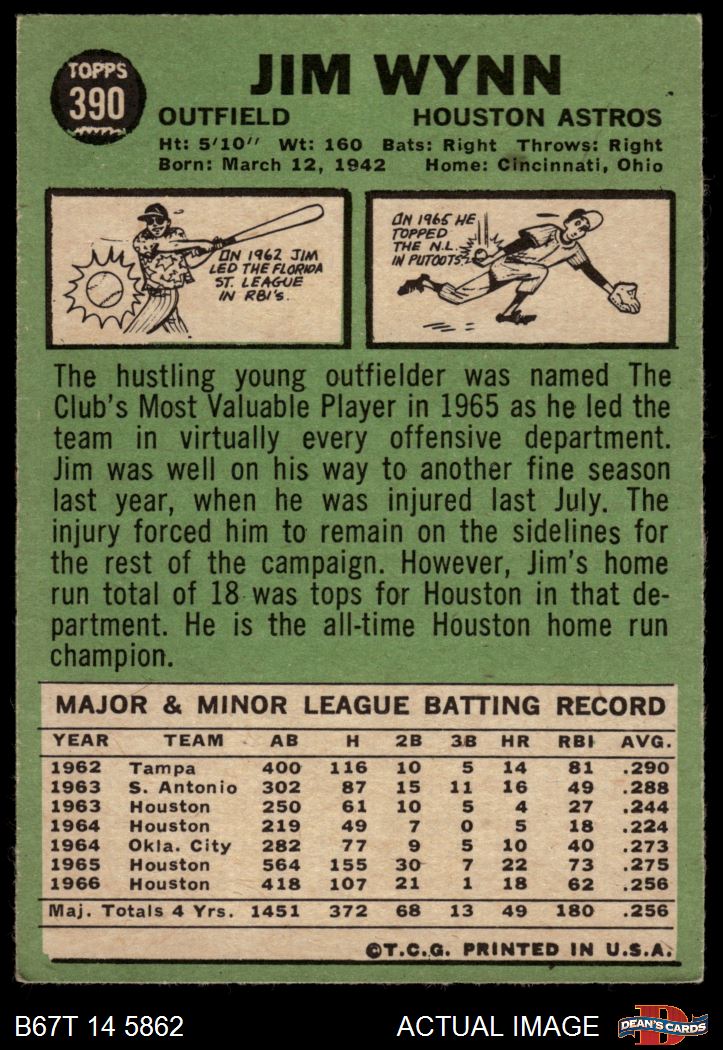 TOPPS
390
JIM WYNN
OUTFIELD HOUSTON ASTROS
Ht: 5'10" Wt: 160 Bats: Right Throws: Right
Born: March 12, 1942 Home: Cincinnati, Ohio
IN 1962 JIM
LED THE FLORIDA
ST. LEAGUE
IN RBI'S.
IN 1965 HE
TOPPED
THE N.L.
IN PUTOUTS.
The hustling young outfielder was named The
Club's Most Valuable Player in 1965 as he led the
team in virtually every offensive department.
Jim was well on his way to another fine season
last year, when he was injured last July. The
injury forced him to remain on the sidelines for
the rest of the campaign. However, Jim's home
run total of 18 was tops for Houston in that de-
partment. He is the all-time Houston home run
champion.
MAJOR & MINOR LEAGUE BATTING RECORD
YEAR TEAM AB H 2B 3B HR RBI AVG.
1962 Tampa 400 116 10 5 14 81 .290
1963 S. Antonio 302 87 15 11 16 49 .288
1963 Houston 250 61 10 5 4 27 .244
1964 Houston 219 49 7 0 5 18 .224
1964 Okla. City 282 77 9 5 10 40 .273
1965 Houston 564 155 30 7 22 73 .275
1966 Houston 418 107 21 1 18 62 .256
Maj. Totals 4 Yrs. 1451 372 68 13 49 180 .256
©T.C.G. PRINTED IN U.S.A.
B67T 14 5862 ACTUAL IMAGE
DEAN'S CARDS